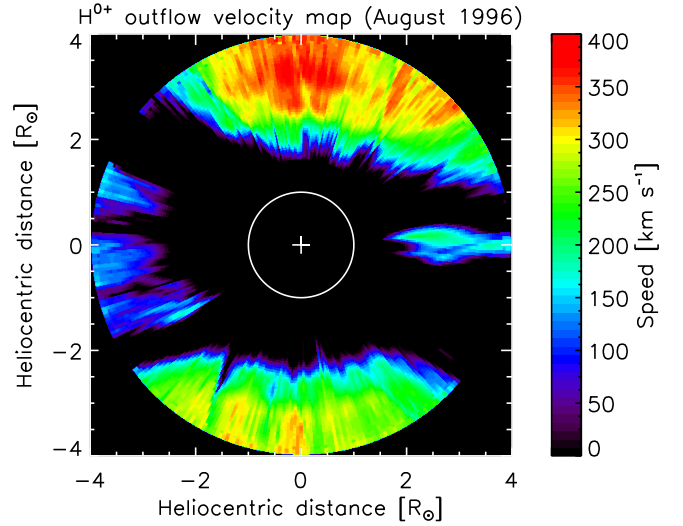 H⁰⁺ outflow velocity map (August 1996)
Heliocentric distance [R☉]
4
2
0
−2
−4
−4 −2 0 2 4
Heliocentric distance [R☉]
400
350
300
250
200
150
100
50
0
Speed [km s⁻¹]